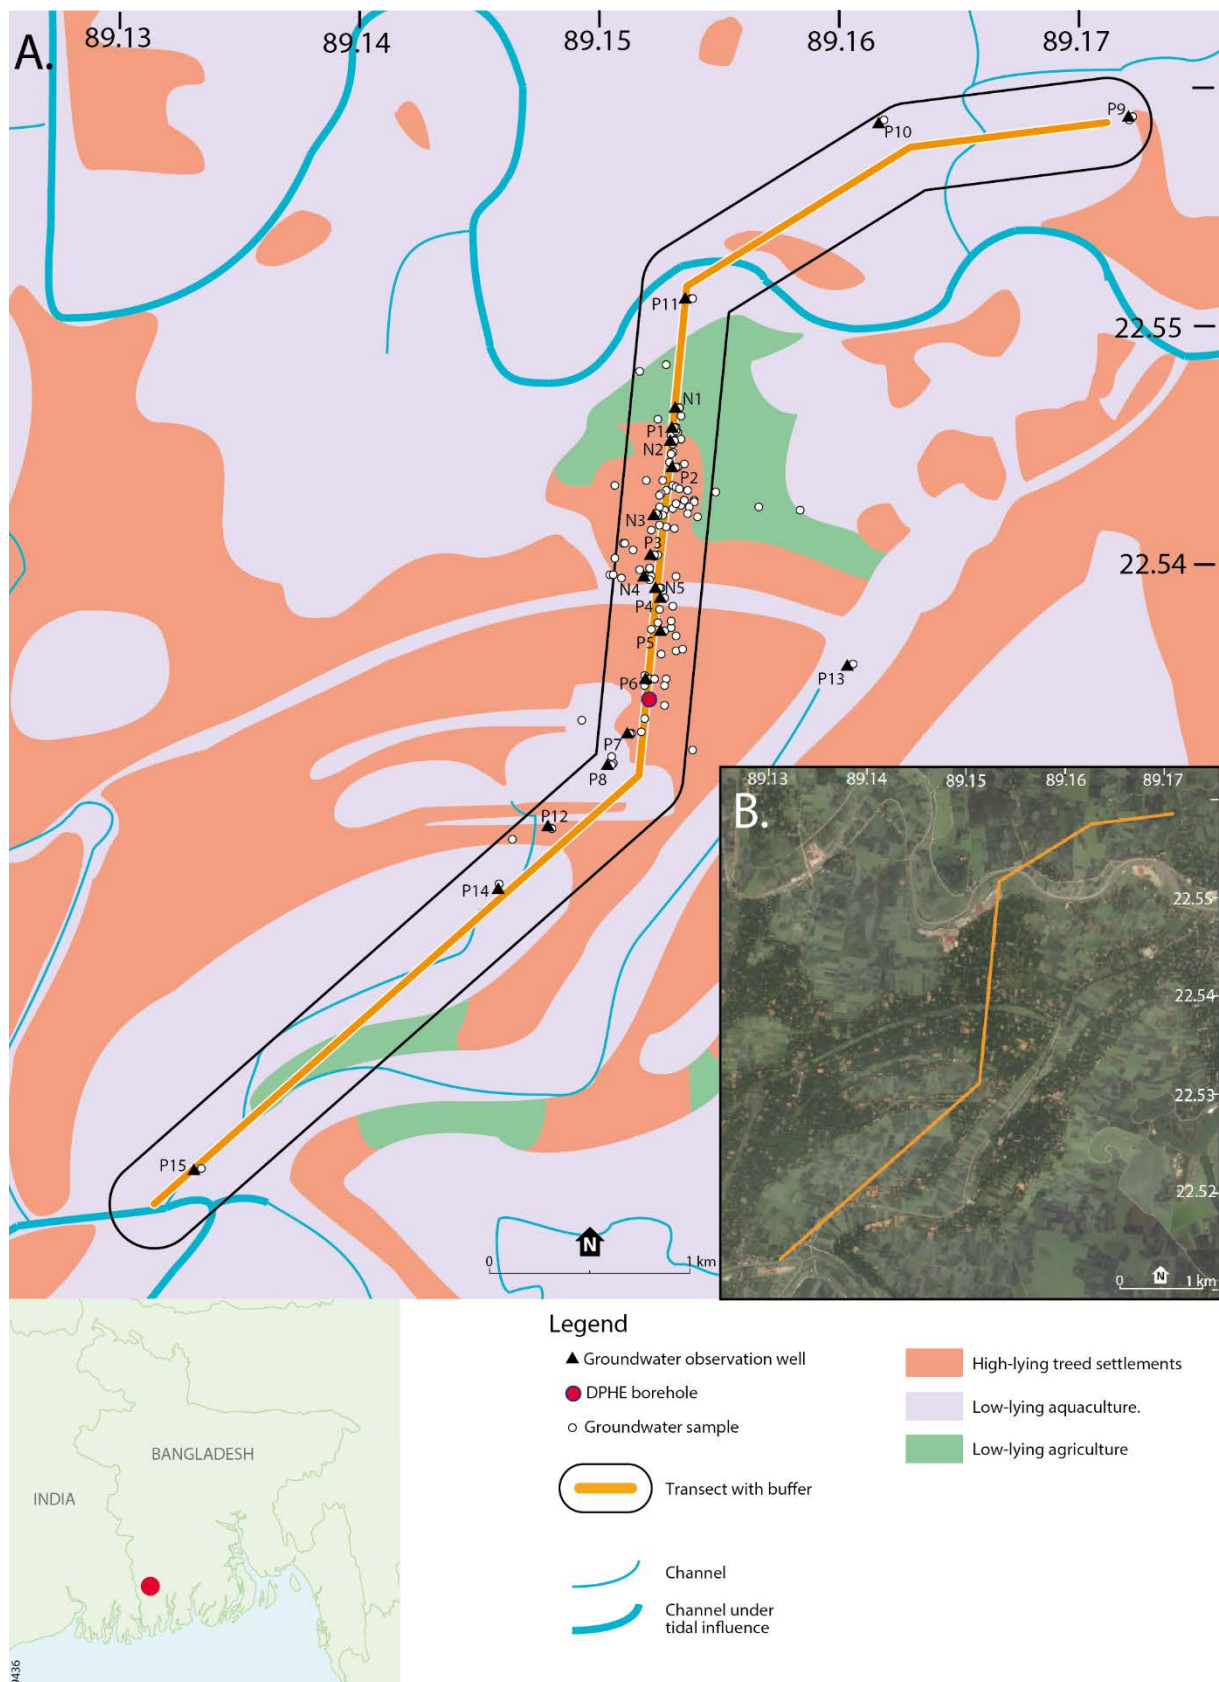 A.
89.13
89.14
89.15
89.16
89.17
P9
P10
P11
22.55
N1
P1
N2
P2
N3
P3
22.54
N4
N5
P4
P5
P6
P13
P7
P8
P12
P14
P15
N
0
1 km
B.
89.13
89.14
89.15
89.16
89.17
22.55
22.54
22.53
22.52
N
0
1 km
BANGLADESH
INDIA
Legend
Groundwater observation well
DPHE borehole
Groundwater sample
Transect with buffer
Channel
Channel under
tidal influence
High-lying treed settlements
Low-lying aquaculture.
Low-lying agriculture